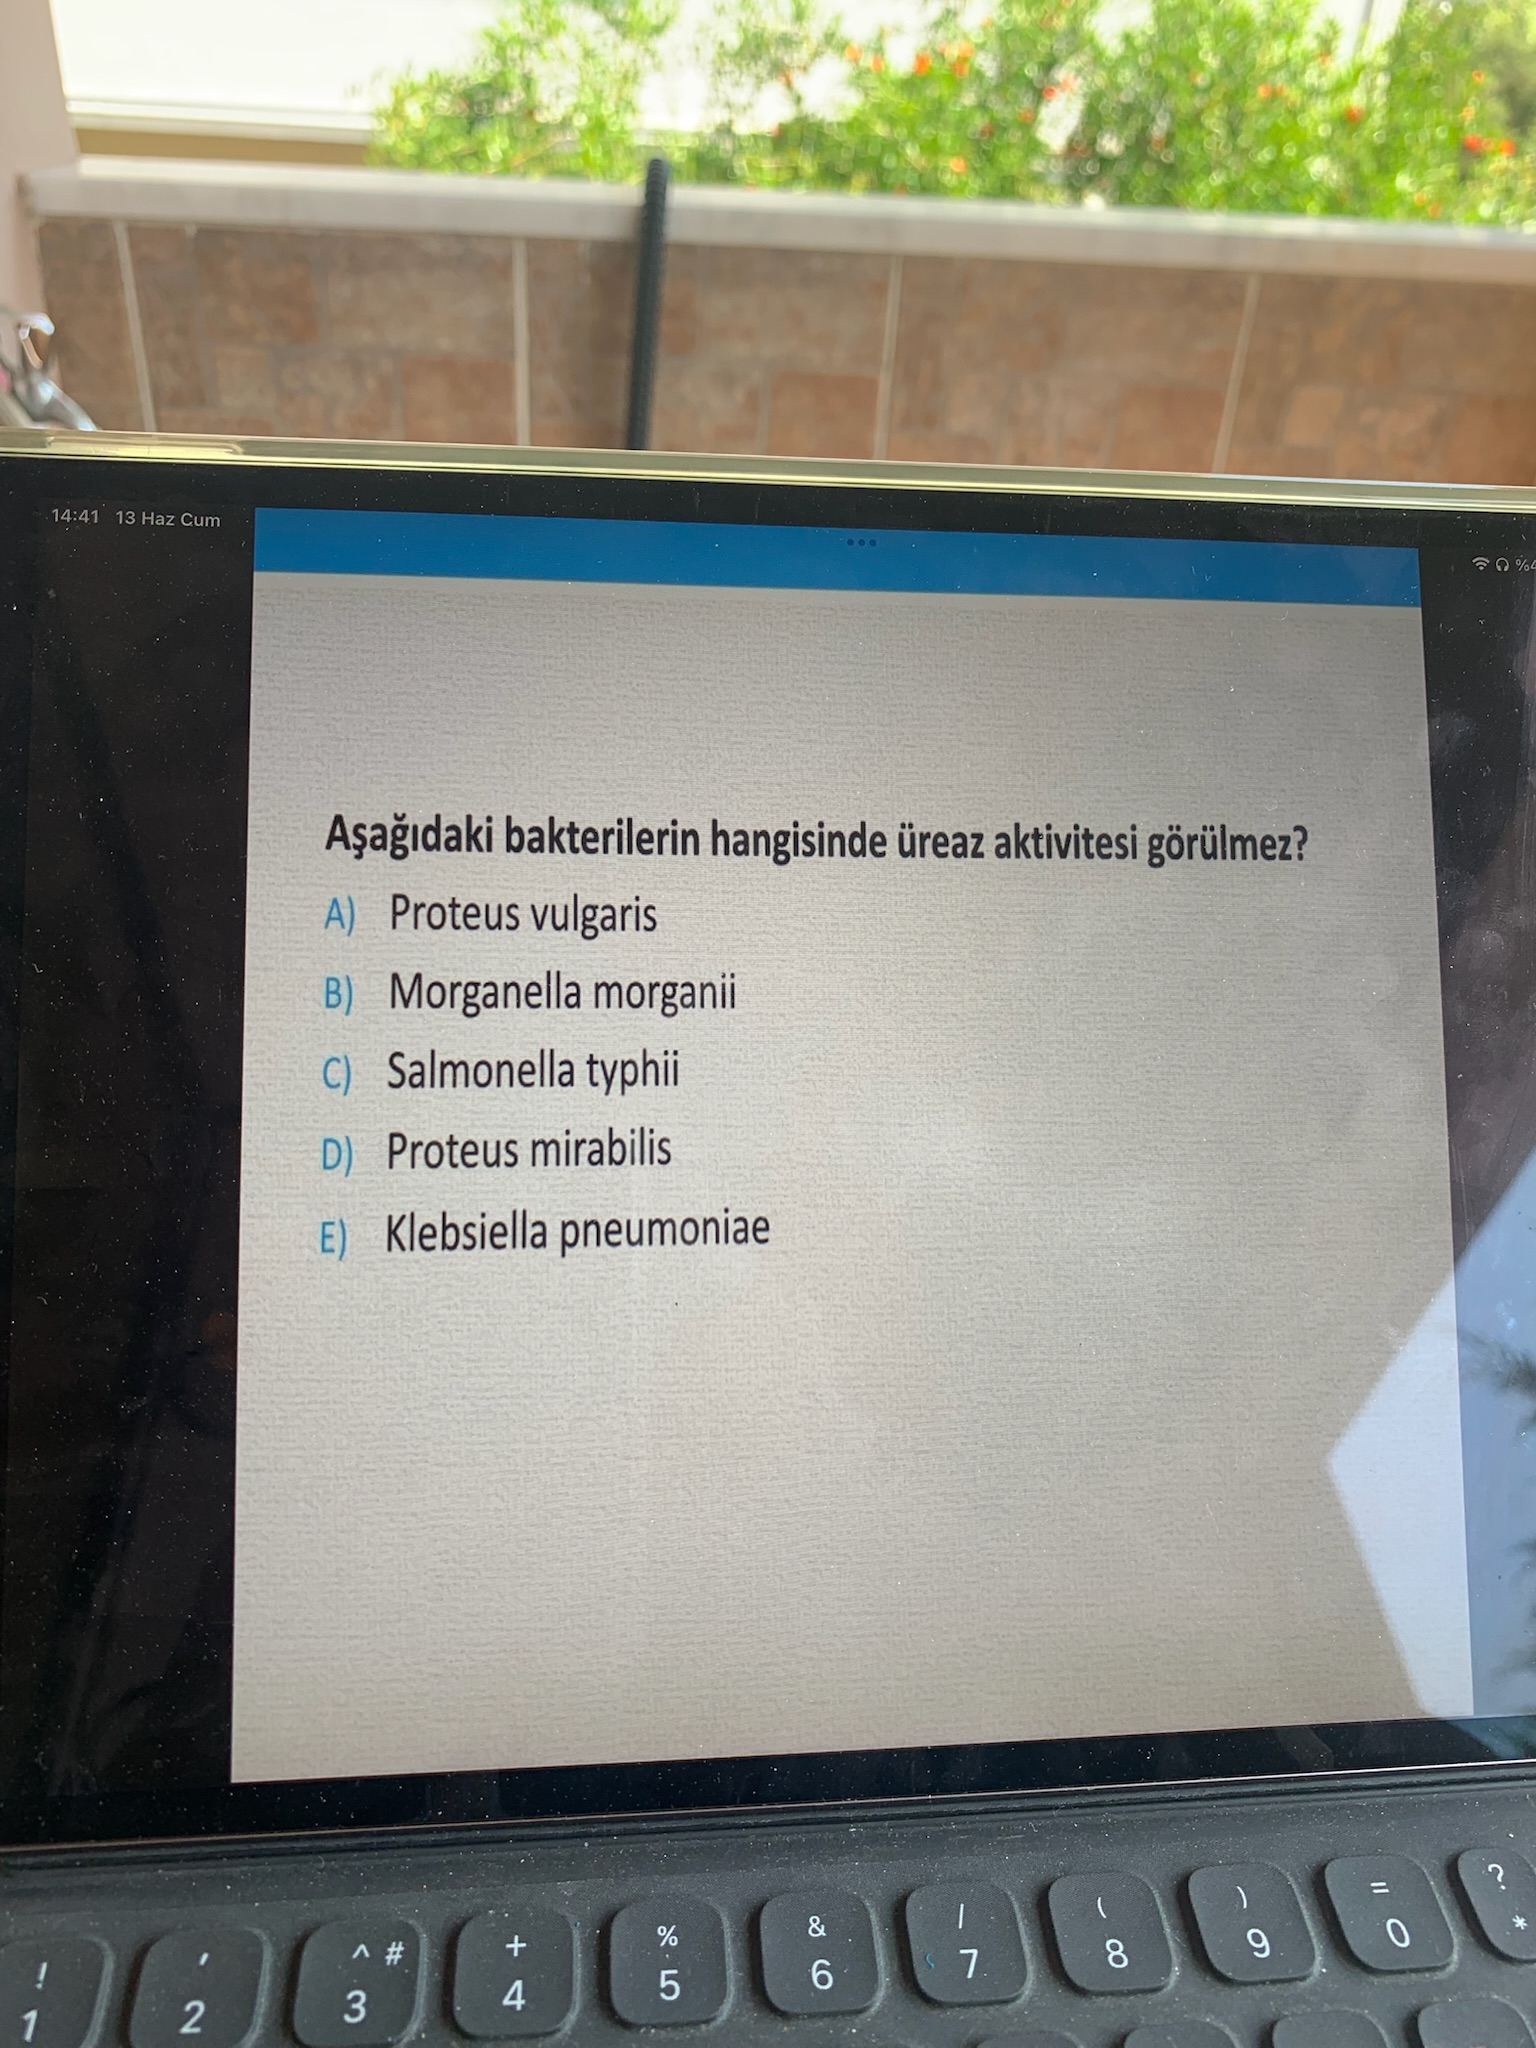 14:41 13 Haz Cum
Aşağıdaki bakterilerin hangisinde üreaz aktivitesi görülmez?
A) Proteus vulgaris
B) Morganella morganii
C) Salmonella typhii
D) Proteus mirabilis
E) Klebsiella pneumoniae
! ' ^ # + % & / ( ) = ?
1 2 3 4 5 6 7 8 9 0 *